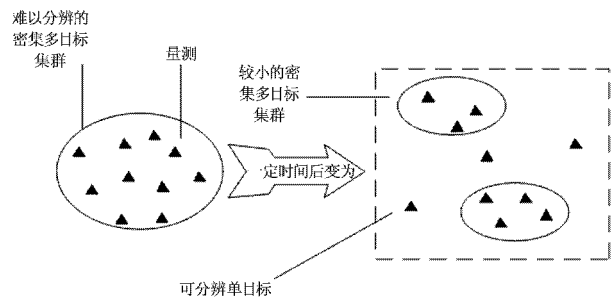 难以分辨的
密集多目标
集群
量测
较小的密
集多目标
集群
一定时间后变为
可分辨单目标